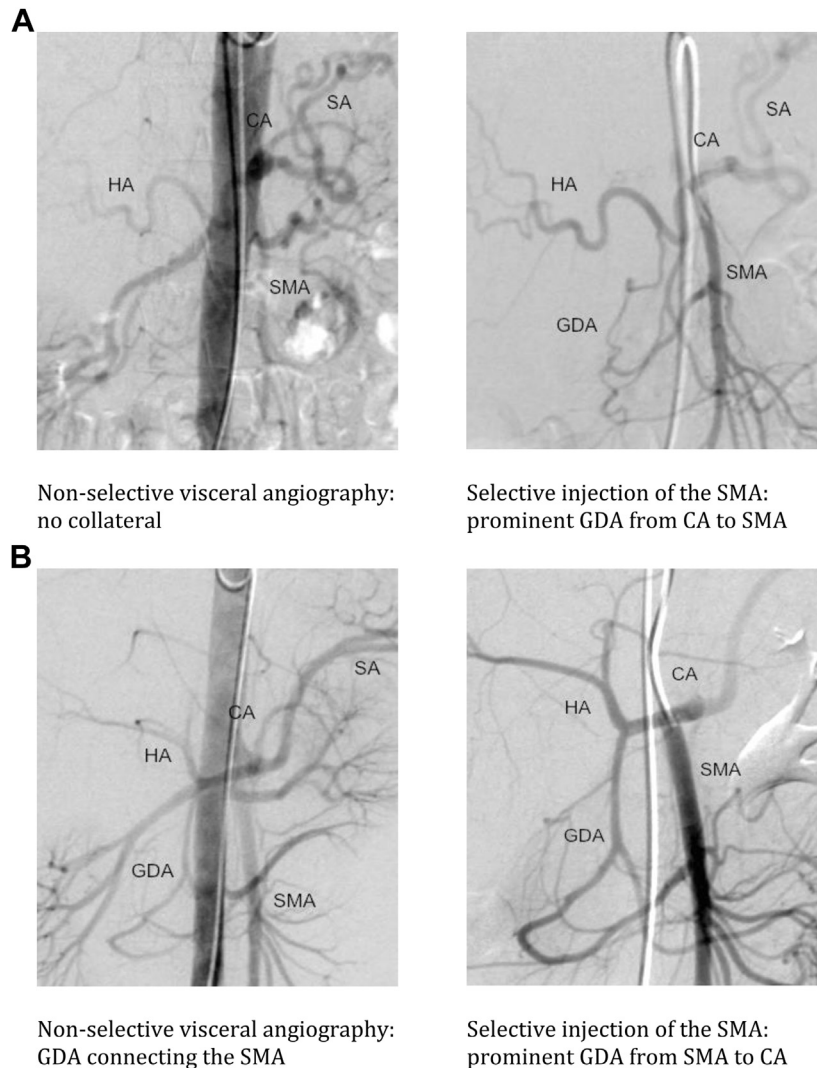 A
CA
SA
HA
SMA
SA
CA
HA
SMA
GDA
Non-selective visceral angiography:
no collateral
Selective injection of the SMA:
prominent GDA from CA to SMA
B
SA
CA
HA
GDA
SMA
CA
HA
SMA
GDA
Non-selective visceral angiography:
GDA connecting the SMA
Selective injection of the SMA:
prominent GDA from SMA to CA